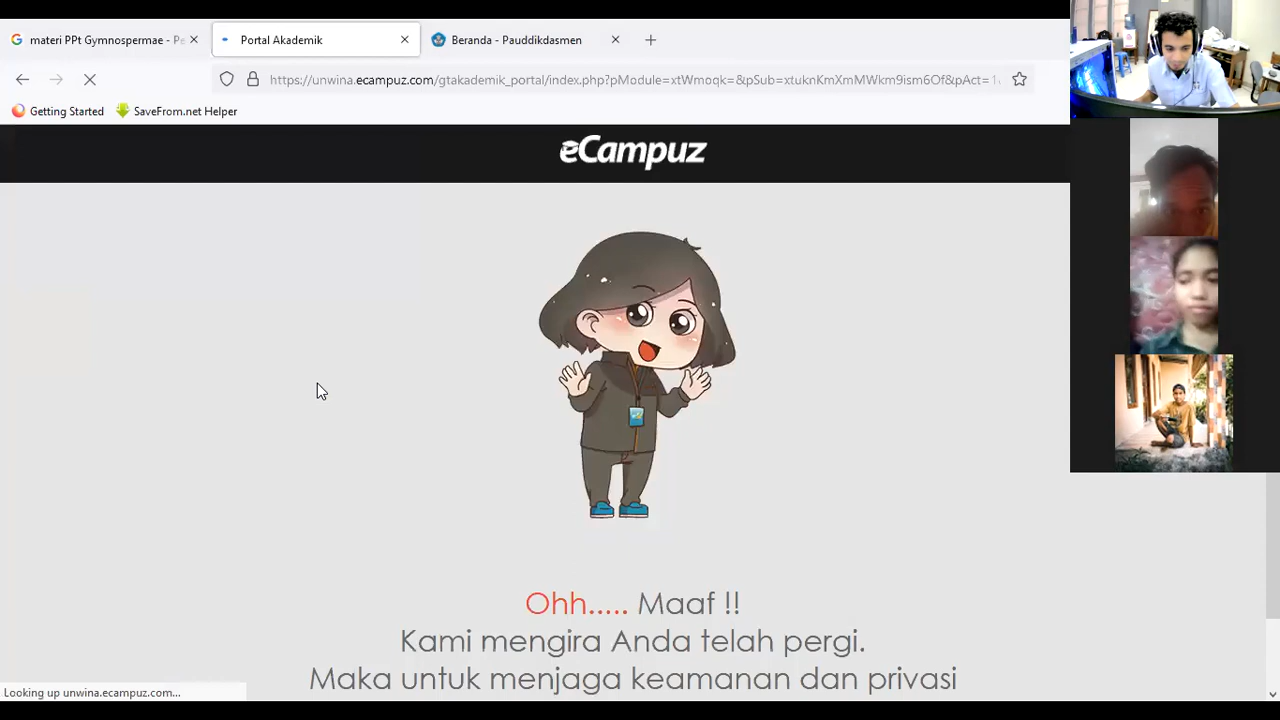 materi PPt Gymnospermae - Pe
Portal Akademik
Beranda - Pauddikdasmen
https://unwina.ecampuz.com/gtakademik_portal/index.php?pModule=xtWmoqk=&pSub=xtuknKmXmMWkm9ism6Of&pAct=
Getting Started
SaveFrom.net Helper
eCampuz
Ohh..... Maaf !!
Kami mengira Anda telah pergi.
Maka untuk menjaga keamanan dan privasi
Looking up unwina.ecampuz.com...